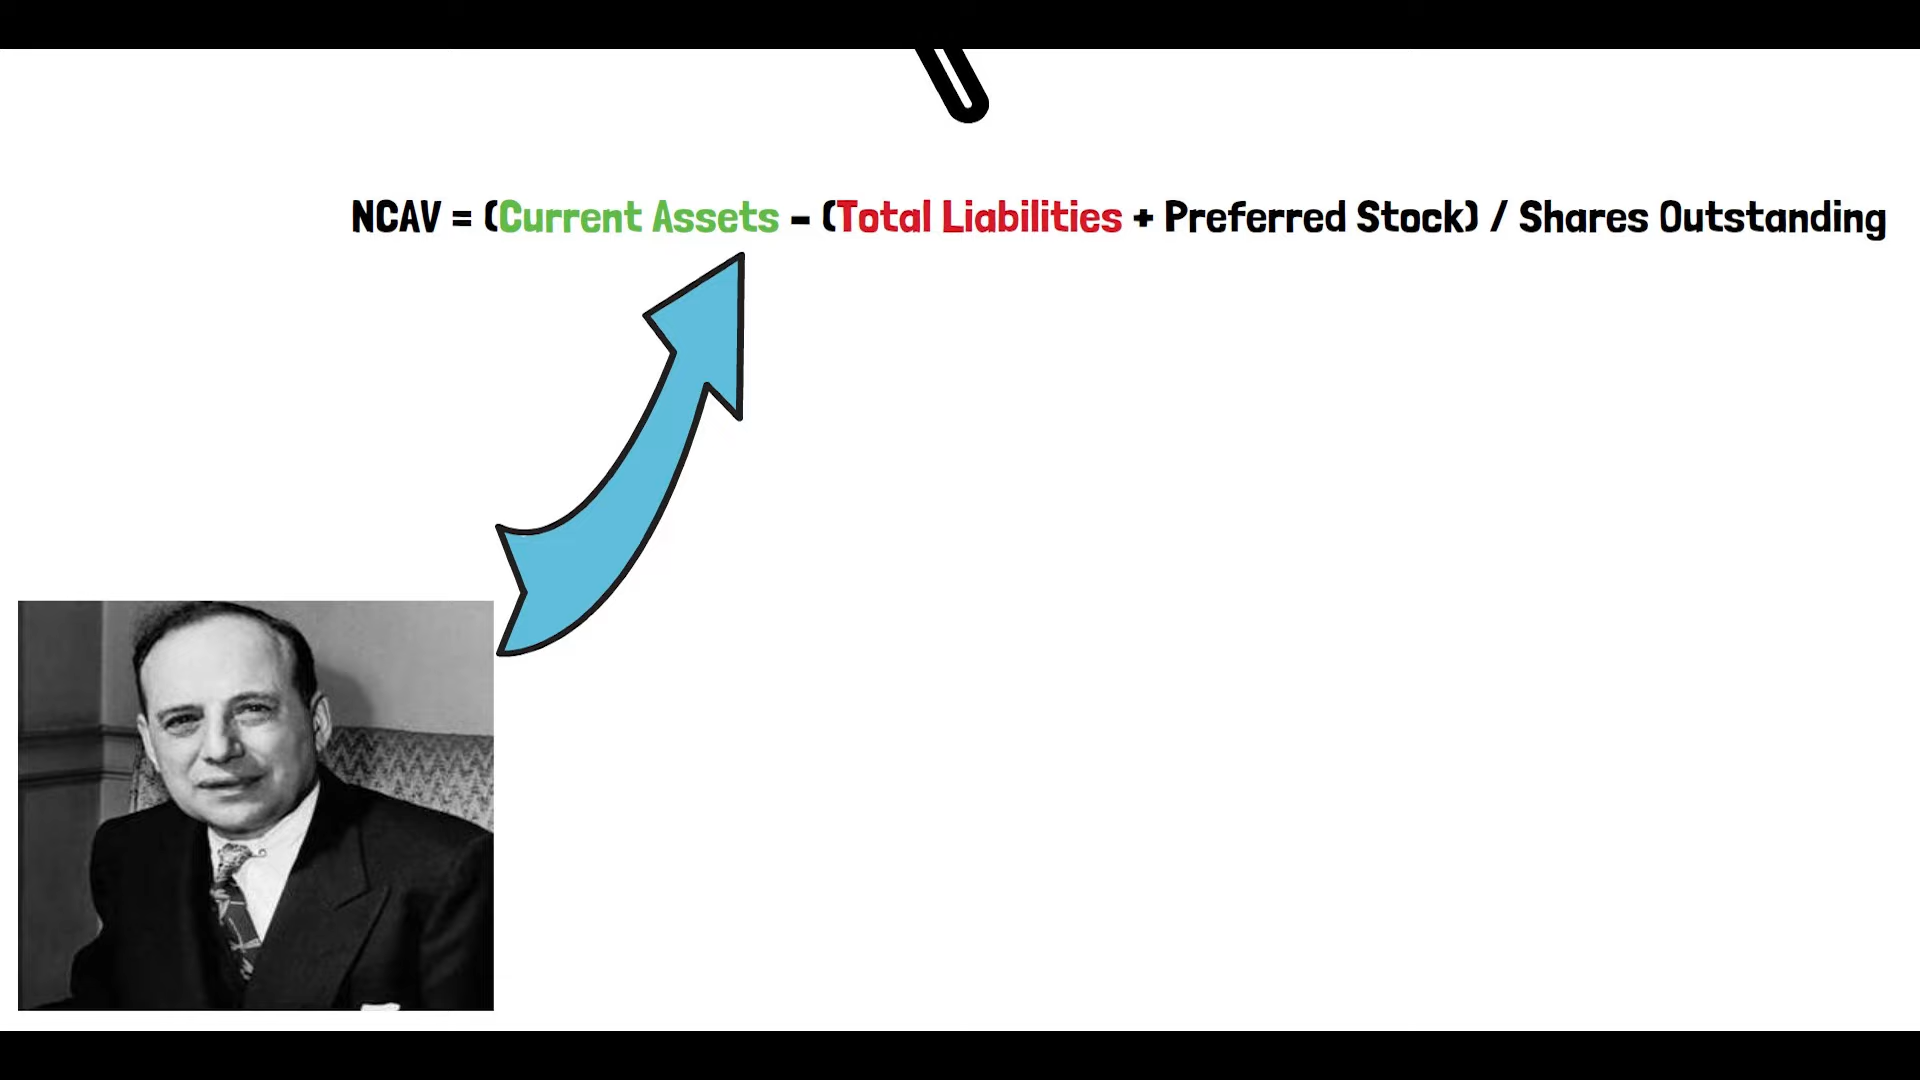 NCAV = (Current Assets - (Total Liabilities + Preferred Stock) / Shares Outstanding